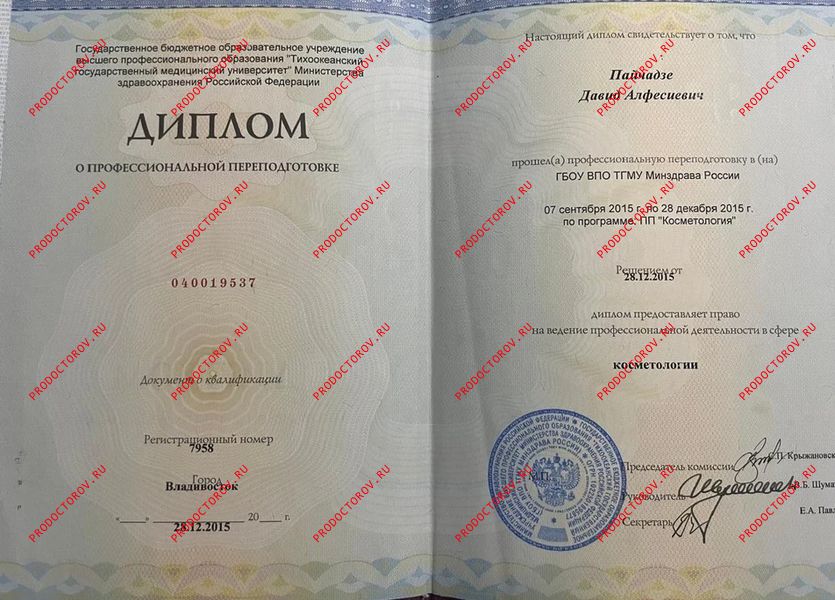 Государственное бюджетное образовательное учреждение
высшего профессионального образования "Тихоокеанский
государственный медицинский университет" Министерства
здравоохранения Российской Федерации
ДИПЛОМ
О ПРОФЕССИОНАЛЬНОЙ ПЕРЕПОДГОТОВКЕ
040019537
Документ о квалификации
Регистрационный номер
7958
Город
Владивосток
«___» 28.12.2015 20___ г.
Настоящий диплом свидетельствует о том, что
Пайчадзе
Давид Алфесиевич
прошел(а) профессиональную переподготовку в (на)
ГБОУ ВПО ТГМУ Минздрава России
07 сентября 2015 г. по 28 декабря 2015 г.
по программе: ПП "Косметология"
Решением от
28.12.2015
диплом предоставляет право
на ведение профессиональной деятельности в сфере
косметологии
М.П.
Председатель комиссии
Руководитель
Секретарь
PRODOCTOROV.RU